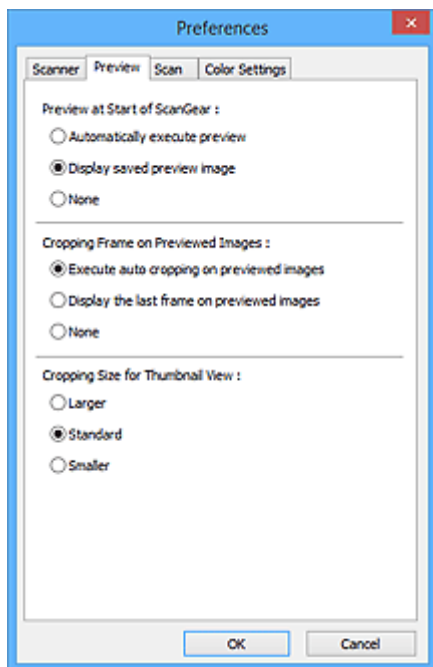 Preferences
Scanner Preview Scan Color Settings
Preview at Start of ScanGear :
Automatically execute preview
Display saved preview image
None
Cropping Frame on Previewed Images :
Execute auto cropping on previewed images
Display the last frame on previewed images
None
Cropping Size for Thumbnail View :
Larger
Standard
Smaller
OK Cancel